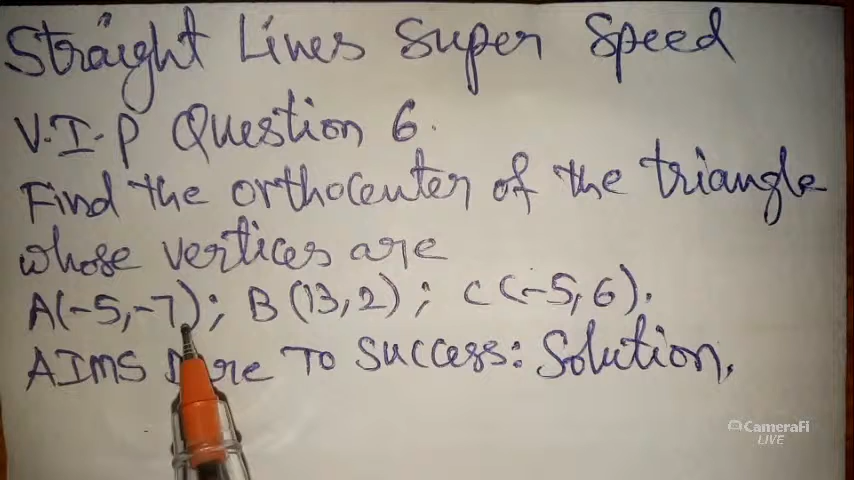 Straight Lines Super Speed
V.I.P Question 6.
Find the orthocenter of the triangle
whose vertices are
A(-5,-7); B(13,2); C(-5,6).
AIMS Dare To Success: Solution.
CameraFi
LIVE